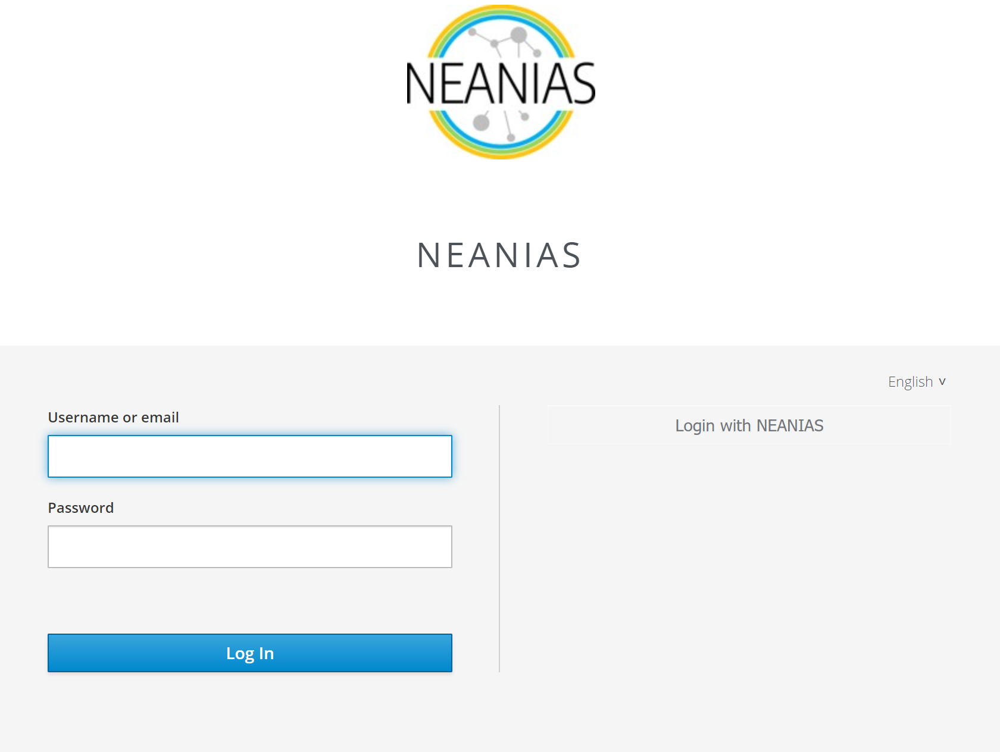 NEANIAS
NEANIAS
English v
Username or email
Login with NEANIAS
Password
Log In